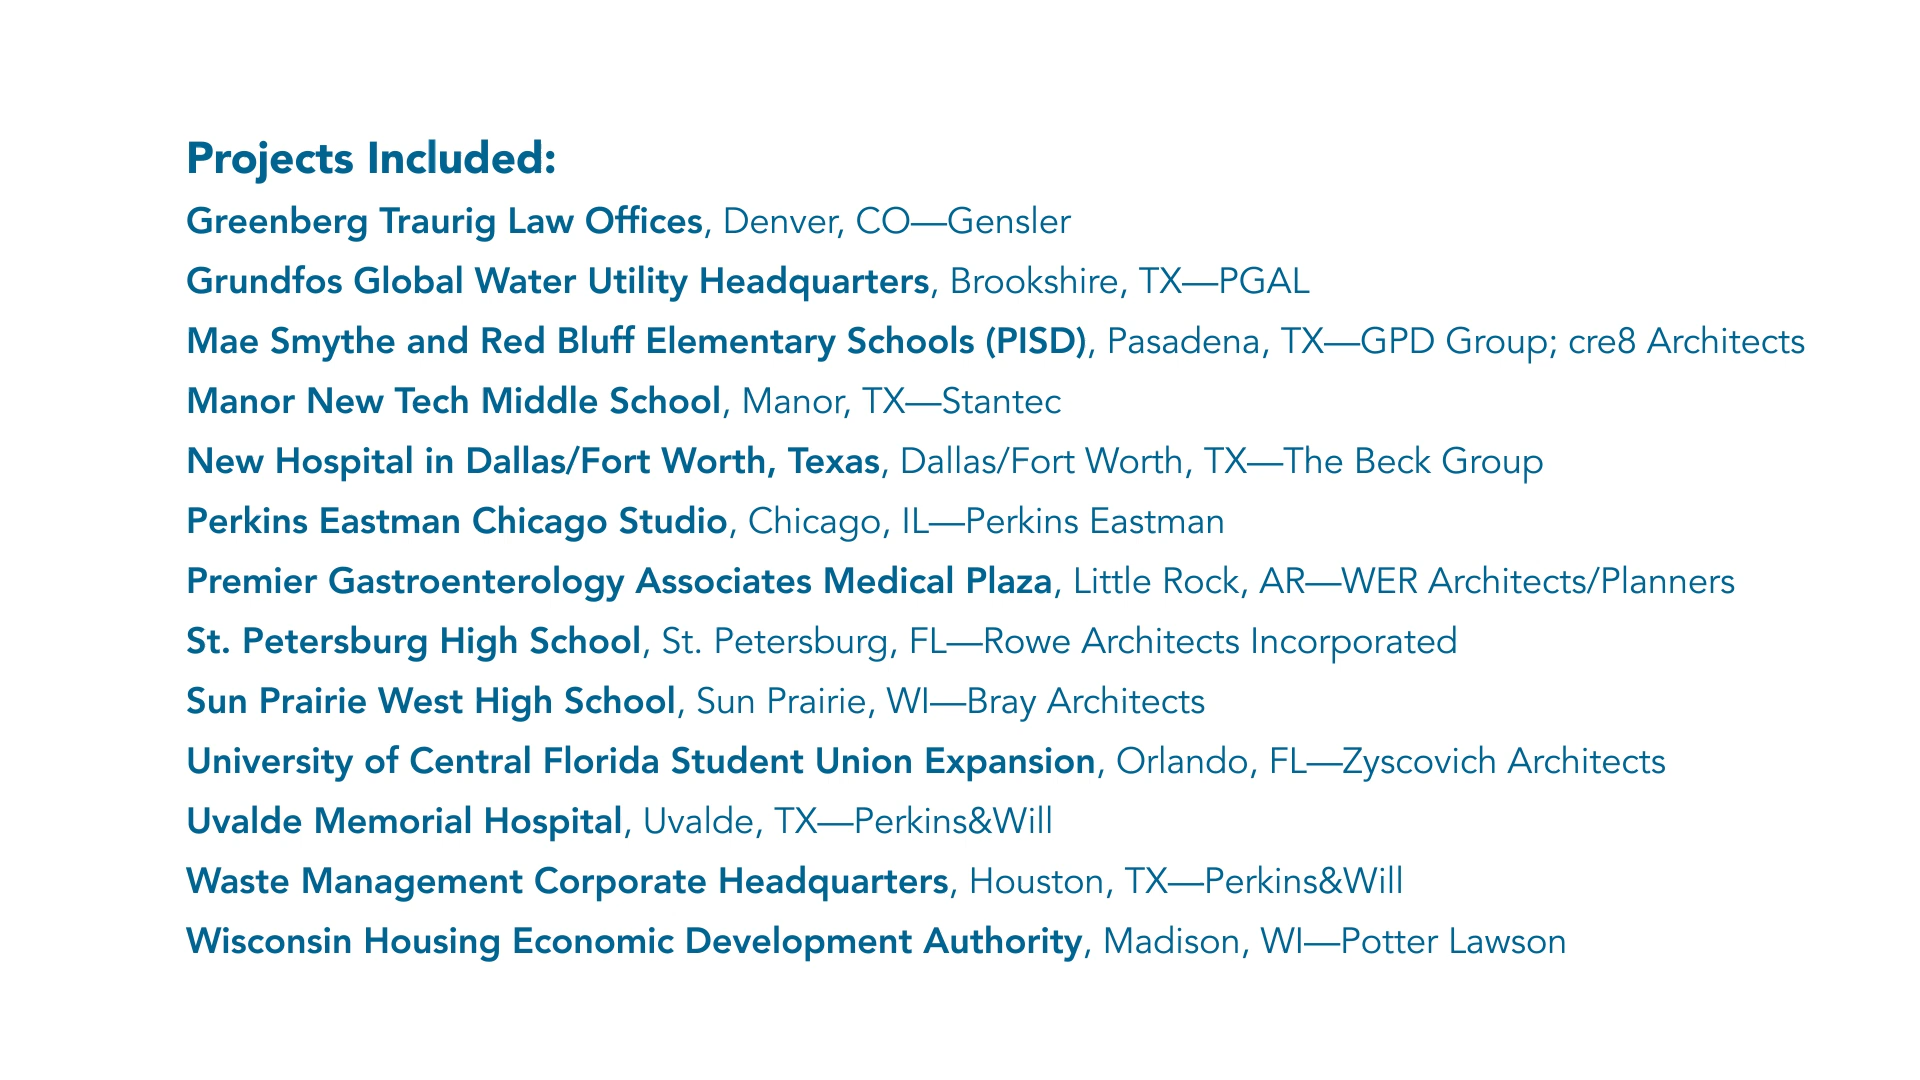 Projects Included:
Greenberg Traurig Law Offices, Denver, CO—Gensler
Grundfos Global Water Utility Headquarters, Brookshire, TX—PGAL
Mae Smythe and Red Bluff Elementary Schools (PISD), Pasadena, TX—GPD Group; cre8 Architects
Manor New Tech Middle School, Manor, TX—Stantec
New Hospital in Dallas/Fort Worth, Texas, Dallas/Fort Worth, TX—The Beck Group
Perkins Eastman Chicago Studio, Chicago, IL—Perkins Eastman
Premier Gastroenterology Associates Medical Plaza, Little Rock, AR—WER Architects/Planners
St. Petersburg High School, St. Petersburg, FL—Rowe Architects Incorporated
Sun Prairie West High School, Sun Prairie, WI—Bray Architects
University of Central Florida Student Union Expansion, Orlando, FL—Zyscovich Architects
Uvalde Memorial Hospital, Uvalde, TX—Perkins&Will
Waste Management Corporate Headquarters, Houston, TX—Perkins&Will
Wisconsin Housing Economic Development Authority, Madison, WI—Potter Lawson